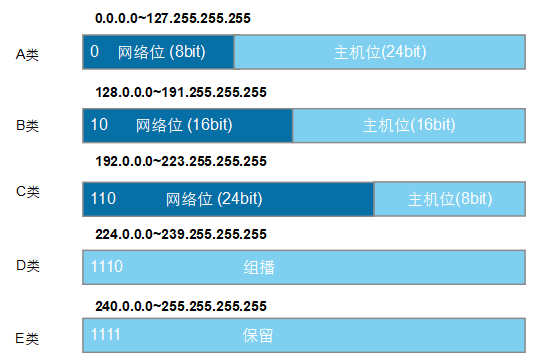 0.0.0.0~127.255.255.255
A类 0 网络位 (8bit) 主机位(24bit)
128.0.0.0~191.255.255.255
B类 10 网络位 (16bit) 主机位(16bit)
192.0.0.0~223.255.255.255
C类 110 网络位 (24bit) 主机位(8bit)
224.0.0.0~239.255.255.255
D类 1110 组播
240.0.0.0~255.255.255.255
E类 1111 保留